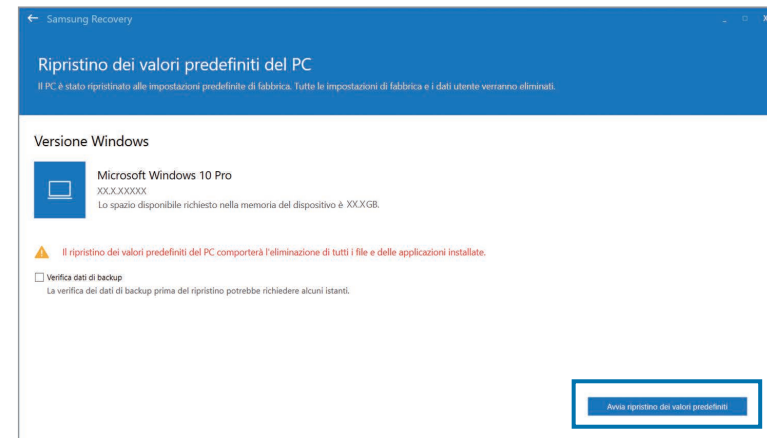 Samsung Recovery
Ripristino dei valori predefiniti del PC
Il PC è stato ripristinato alle impostazioni predefinite di fabbrica. Tutte le impostazioni di fabbrica e i dati utente verranno eliminati.
Versione Windows
Microsoft Windows 10 Pro
XX.X.XXXXX
Lo spazio disponibile richiesto nella memoria del dispositivo è XX.XGB.
Il ripristino dei valori predefiniti del PC comporterà l'eliminazione di tutti i file e delle applicazioni installate.
Verifica dati di backup
La verifica dei dati di backup prima del ripristino potrebbe richiedere alcuni istanti.
Avvia ripristino dei valori predefiniti